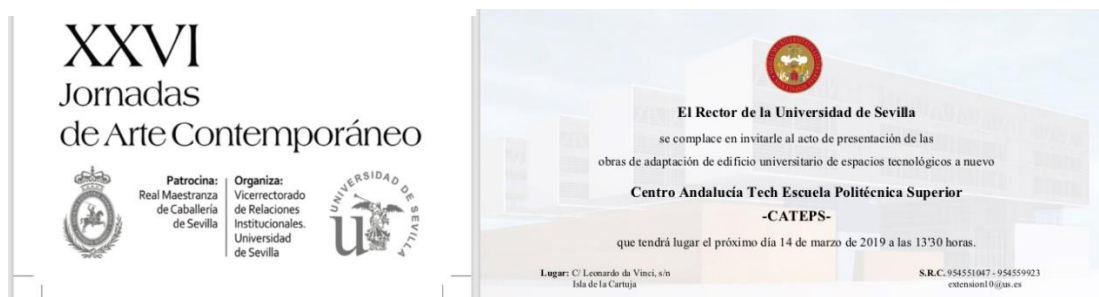 XXVI
Jornadas
de Arte Contemporáneo
Patrocina:
Real Maestranza
de Caballería
de Sevilla
Organiza:
Vicerrectorado
de Relaciones
Institucionales.
Universidad
de Sevilla
UNIVERSIDAD DE SEVILLA
El Rector de la Universidad de Sevilla
se complace en invitarle al acto de presentación de las
obras de adaptación de edificio universitario de espacios tecnológicos a nuevo
Centro Andalucía Tech Escuela Politécnica Superior
-CATEPS-
que tendrá lugar el próximo día 14 de marzo de 2019 a las 13'30 horas.
Lugar: C/ Leonardo da Vinci, s/n
Isla de la Cartuja
S.R.C. 954551047 - 954559923
extension10@us.es